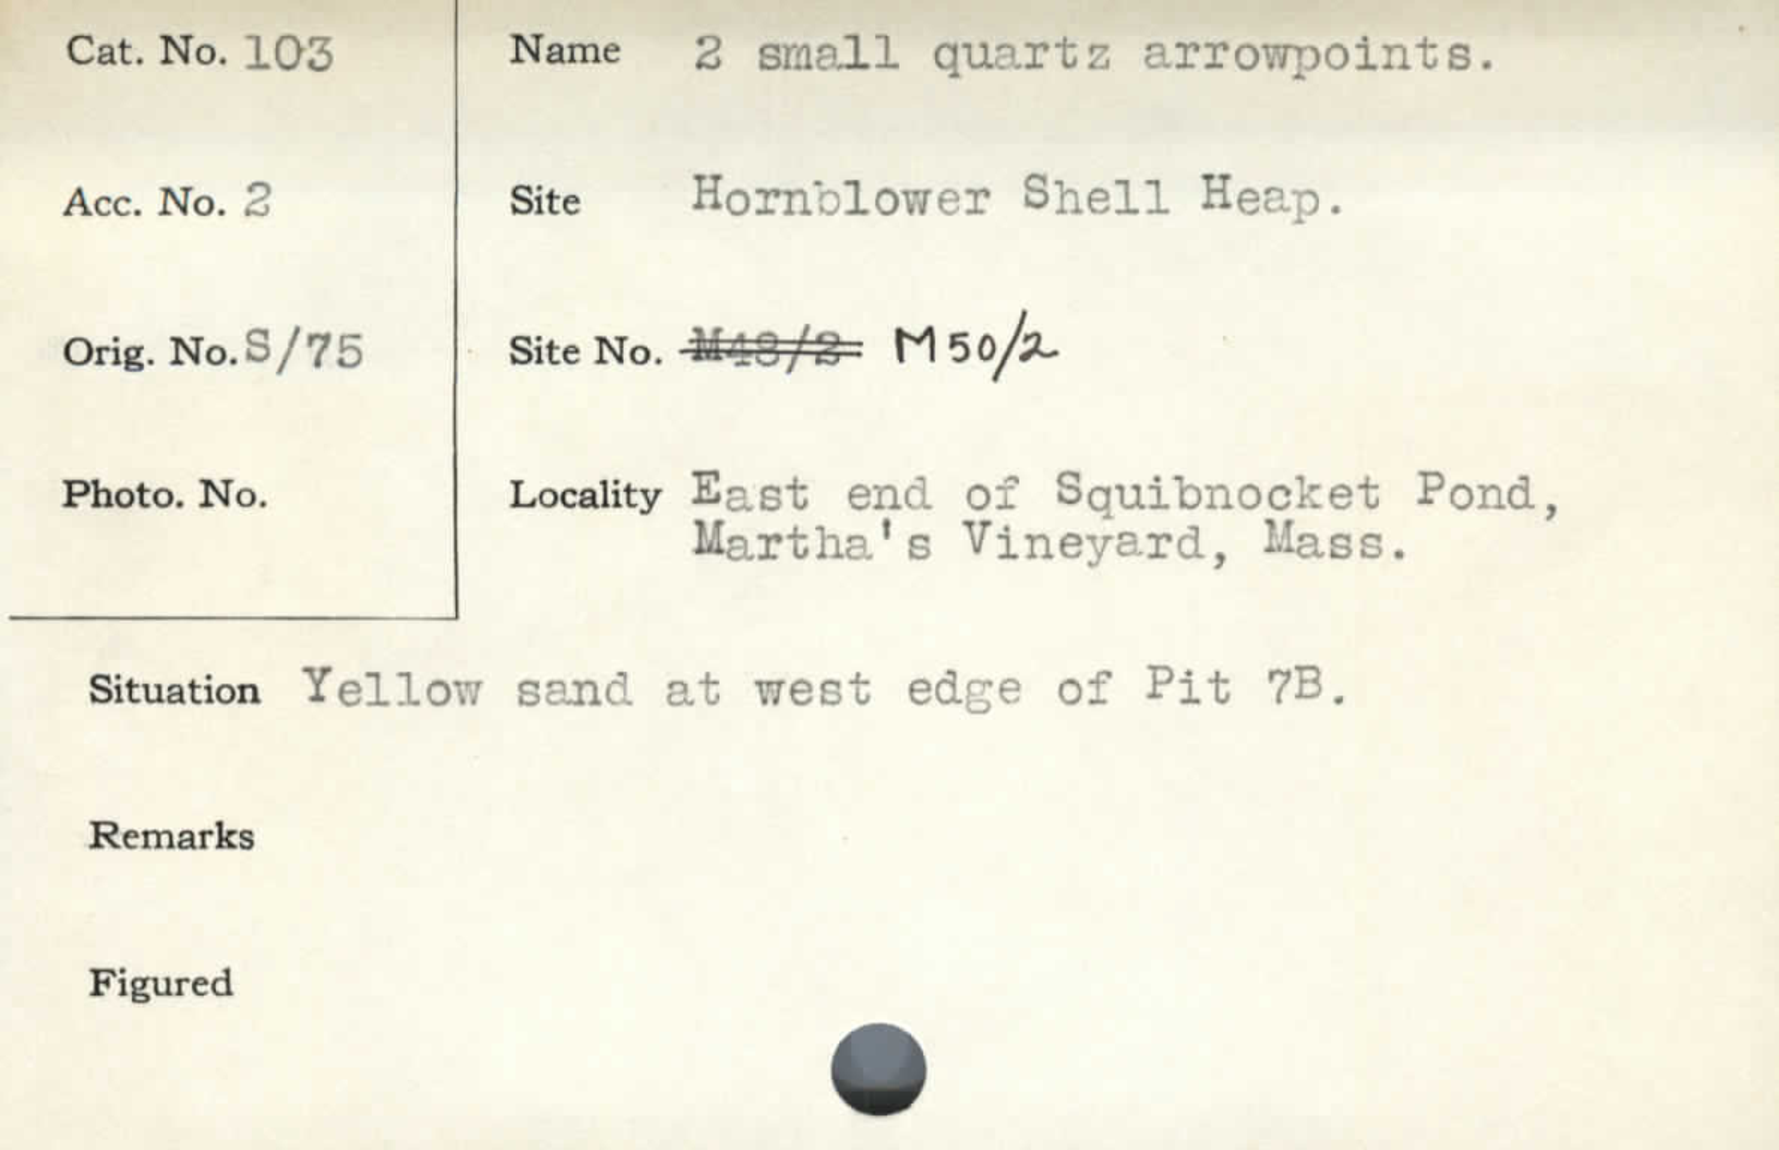 Cat. No. 103
Name 2 small quartz arrowpoints.
Acc. No. 2
Site Hornblower Shell Heap.
Orig. No. S/75
Site No. M48/2 M50/2
Photo. No.
Locality East end of Squibnocket Pond,
Martha's Vineyard, Mass.
Situation Yellow sand at west edge of Pit 7B.
Remarks
Figured